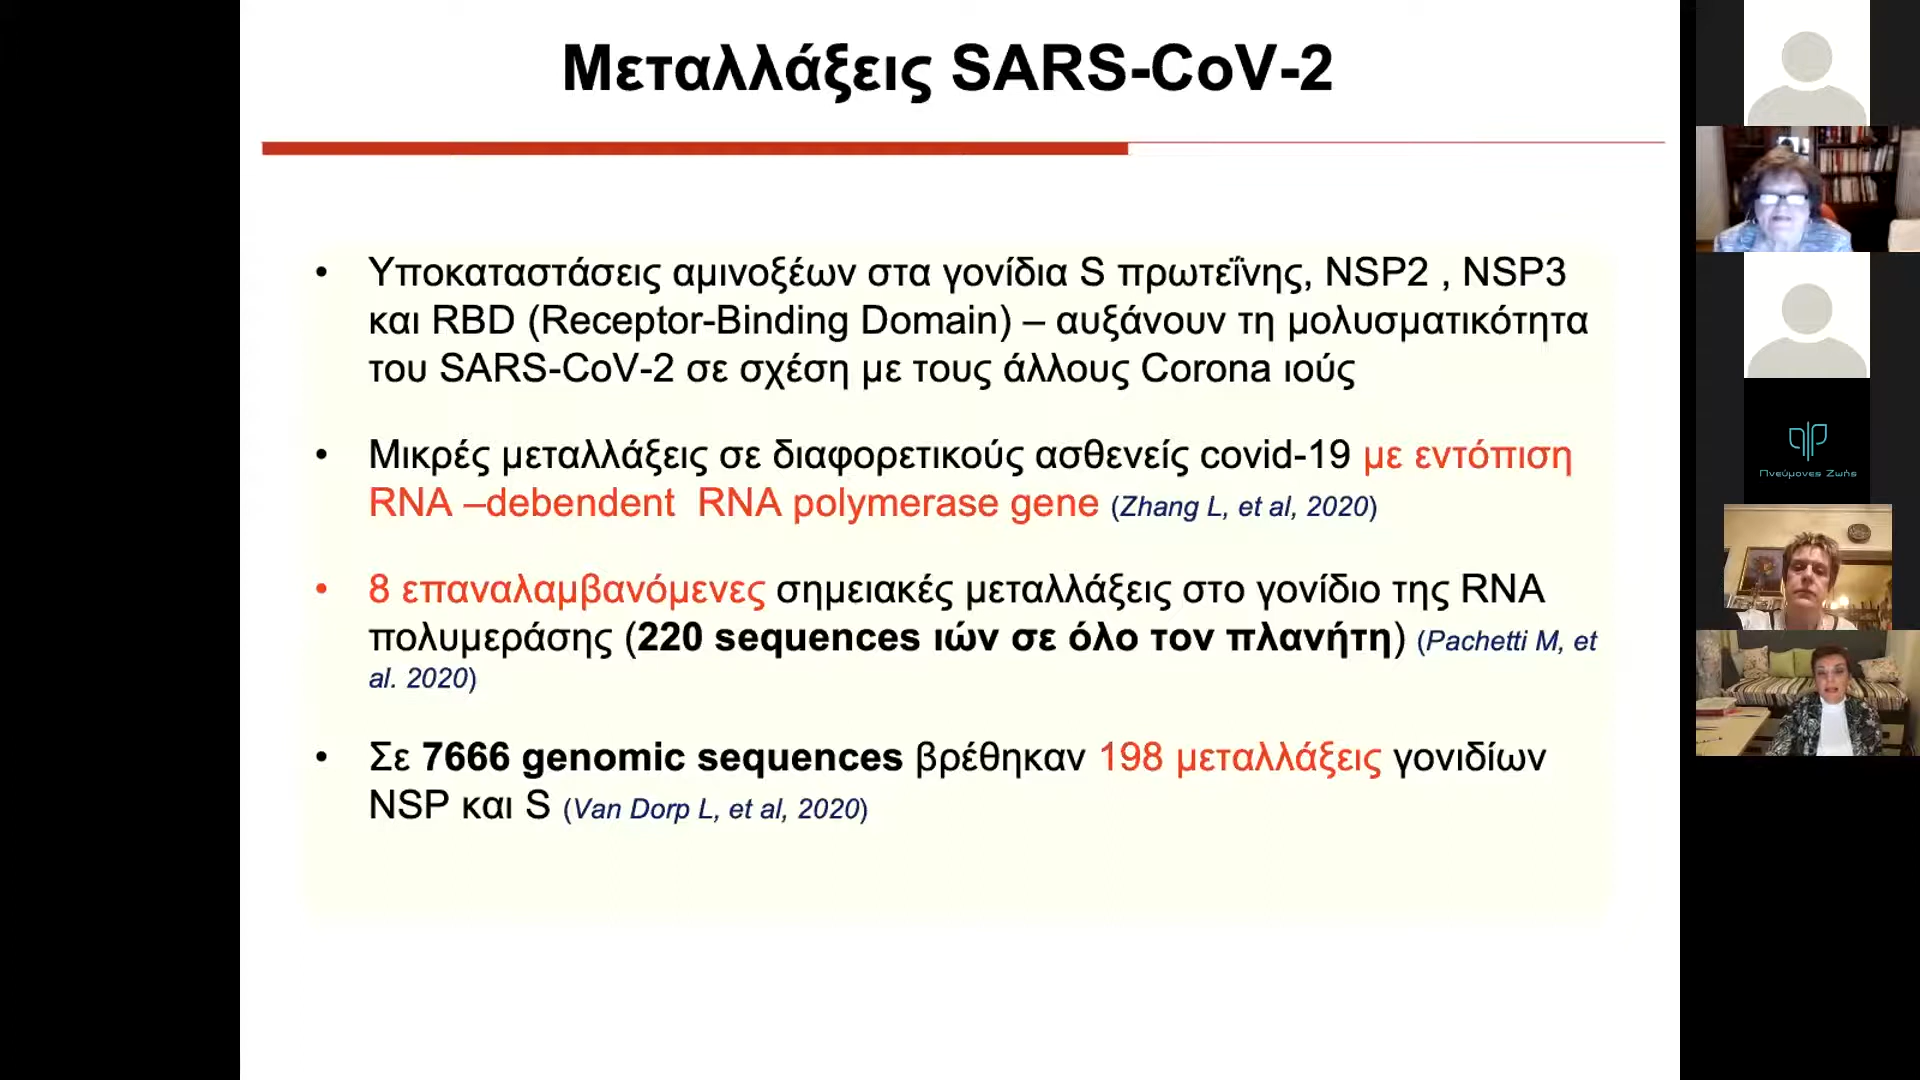 Μεταλλάξεις SARS-CoV-2
• Υποκαταστάσεις αμινοξέων στα γονίδια S πρωτεΐνης, NSP2 , NSP3
και RBD (Receptor-Binding Domain) – αυξάνουν τη μολυσματικότητα
του SARS-CoV-2 σε σχέση με τους άλλους Corona ιούς
• Μικρές μεταλλάξεις σε διαφορετικούς ασθενείς covid-19 με εντόπιση
RNA –debendent  RNA polymerase gene (Zhang L, et al, 2020)
• 8 επαναλαμβανόμενες σημειακές μεταλλάξεις στο γονίδιο της RNA
πολυμεράσης (220 sequences ιών σε όλο τον πλανήτη) (Pachetti M, et
al. 2020)
• Σε 7666 genomic sequences βρέθηκαν 198 μεταλλάξεις γονιδίων
NSP και S (Van Dorp L, et al, 2020)
Πνεύμονες Ζωής